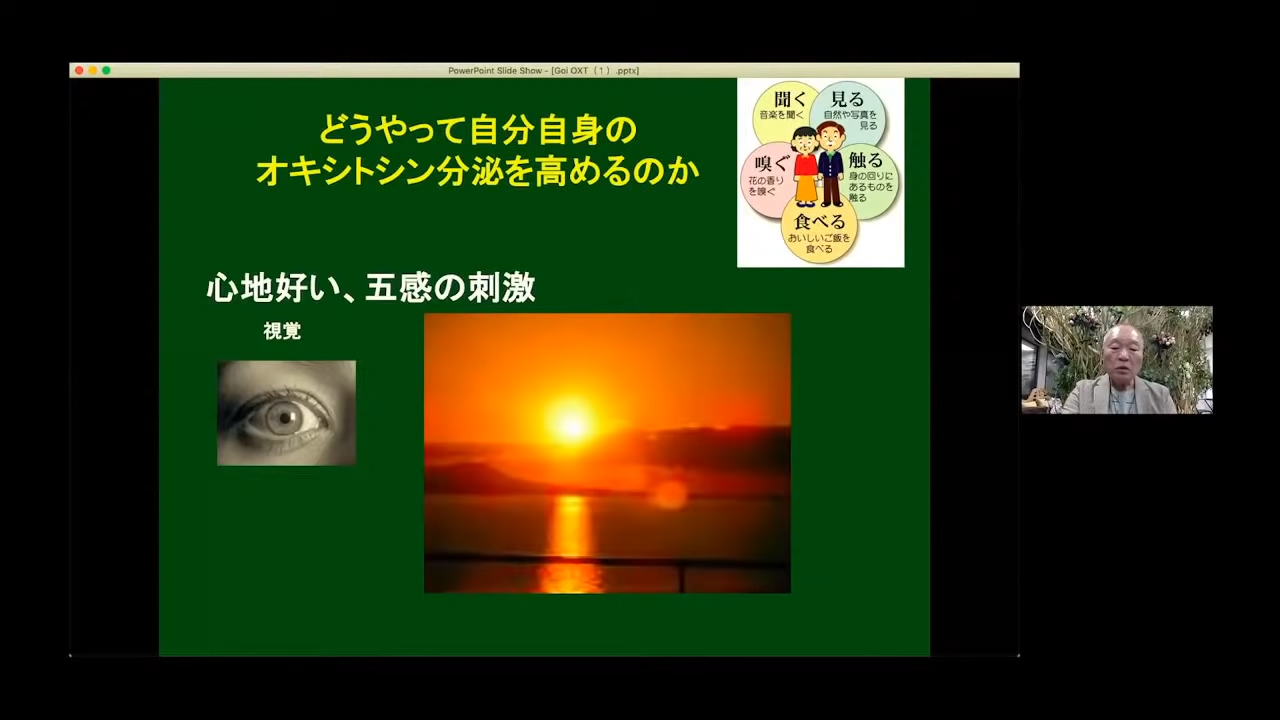 PowerPoint Slide Show - [Goi OXT（１）.pptx]
どうやって自分自身の
オキシトシン分泌を高めるのか
聞く
音楽を聞く
見る
自然や写真を
見る
嗅ぐ
花の香り
を嗅ぐ
触る
身の回りに
あるものを
触る
食べる
おいしいご飯を
食べる
心地好い、五感の刺激
視覚